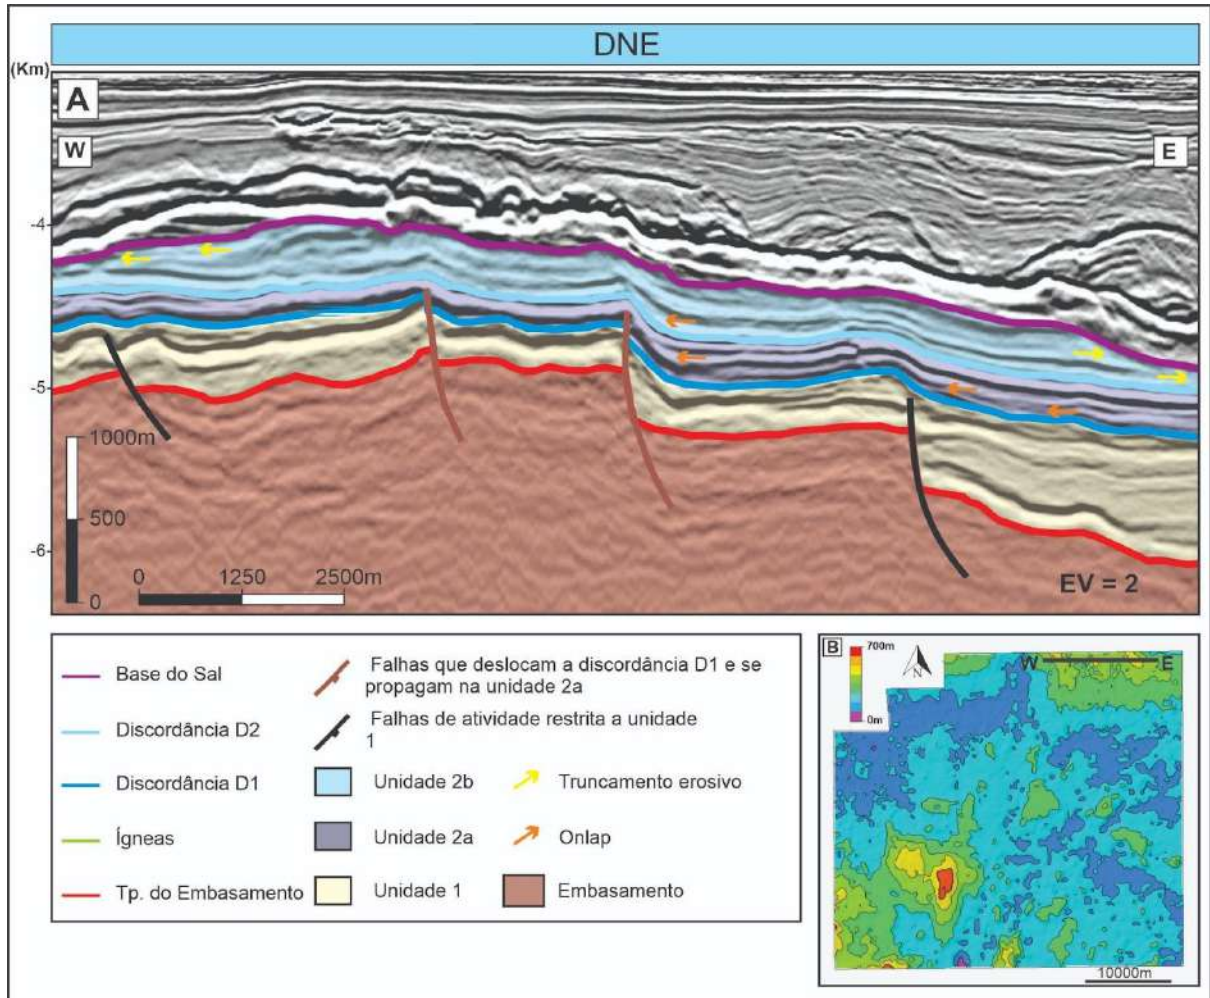 DNE
(Km)
A
W
E
-4
-5
1000m
500
0
-6
0 1250 2500m
EV = 2
Base do Sal
Discordância D2
Discordância D1
Ígneas
Tp. do Embasamento
Falhas que deslocam a discordância D1 e se
propagam na unidade 2a
Falhas de atividade restrita a unidade
1
Unidade 2b
Unidade 2a
Unidade 1
Truncamento erosivo
Onlap
Embasamento
B
700m
0m
N
W
E
10000m